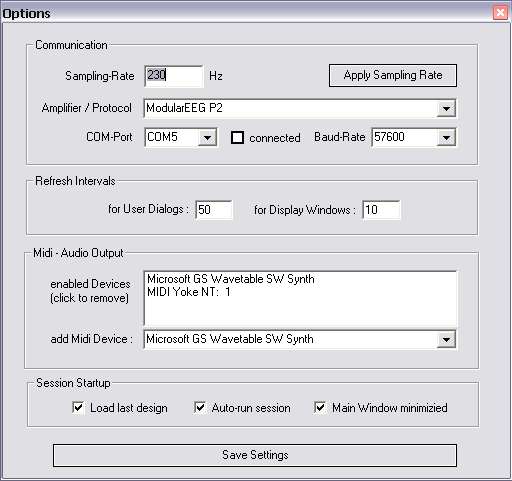 Options
Communication
Sampling-Rate 230 Hz Apply Sampling Rate
Amplifier / Protocol ModularEEG P2
COM-Port COM5 connected Baud-Rate 57600
Refresh Intervals
for User Dialogs : 50 for Display Windows : 10
Midi - Audio Output
enabled Devices
(click to remove)
Microsoft GS Wavetable SW Synth
MIDI Yoke NT: 1
add Midi Device : Microsoft GS Wavetable SW Synth
Session Startup
Load last design Auto-run session Main Window minimizied
Save Settings